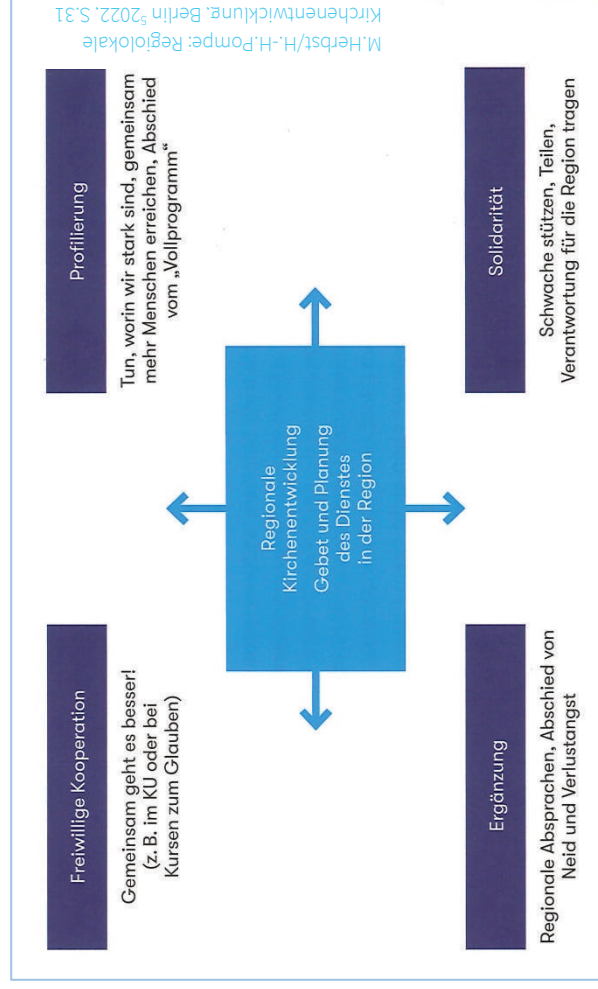 Freiwillige Kooperation
Gemeinsam geht es besser!
(z. B. im KU oder bei
Kursen zum Glauben)
Profilierung
Tun, worin wir stark sind, gemeinsam
mehr Menschen erreichen, Abschied
vom „Vollprogramm“
Regionale
Kirchenentwicklung
Gebet und Planung
des Dienstes
in der Region
Ergänzung
Regionale Absprachen, Abschied von
Neid und Verlustangst
Solidarität
Schwache stützen, Teilen,
Verantwortung für die Region tragen
M.Herbst/H.-H.Pompe: Regiolokale
Kirchenentwicklung. Berlin ⁵2022. S.31